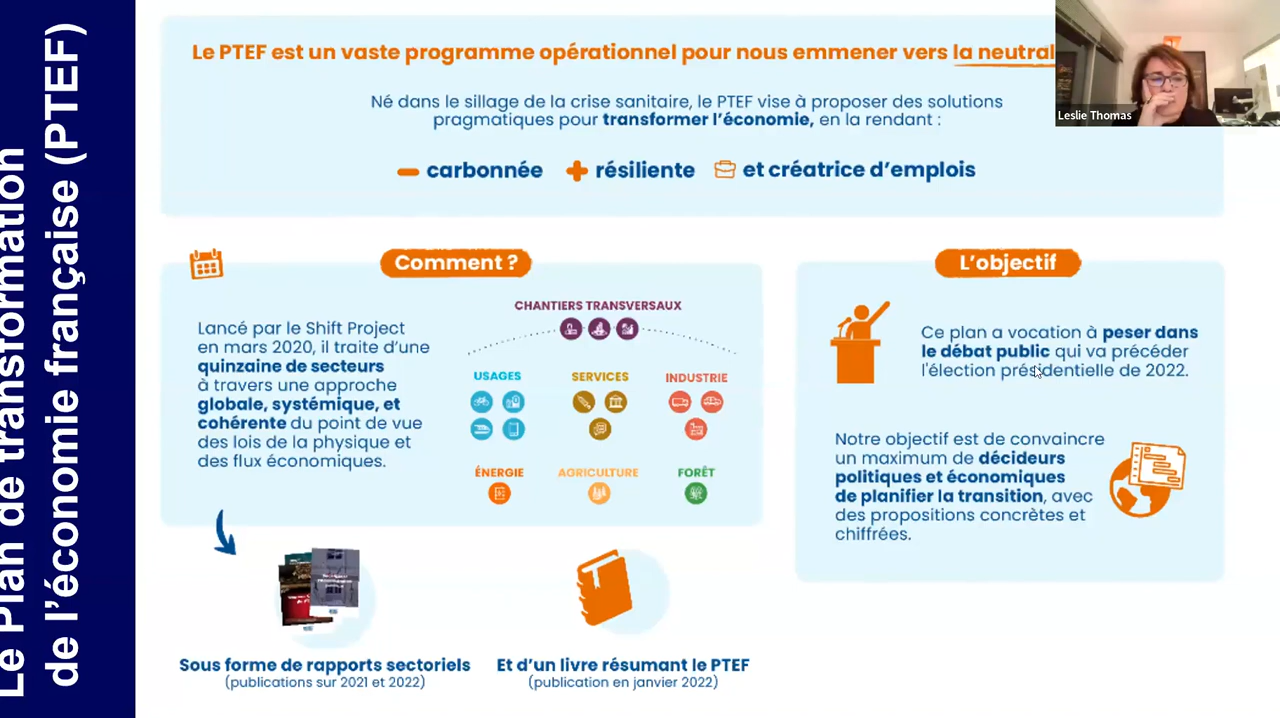 Le Plan de transformation
de l'économie française (PTEF)
Le PTEF est un vaste programme opérationnel pour nous emmener vers la
Leslie Thomas
Né dans le sillage de la crise sanitaire, le PTEF vise à proposer des solutions
pragmatiques pour transformer l'économie, en la rendant :
carbonnée
résiliente
et créatrice d'emplois
Comment ?
Lancé par le Shift Project
en mars 2020, il traite d'une
quinzaine de secteurs
à travers une approche
globale, systémique, et
cohérente du point de vue
des lois de la physique et
des flux économiques.
CHANTIERS TRANSVERSAUX
USAGES
SERVICES
INDUSTRIE
ÉNERGIE
AGRICULTURE
FORÊT
L'objectif
Ce plan a vocation à peser dans
le débat public qui va précéder
l'élection présidentielle de 2022.
Notre objectif est de convaincre
un maximum de décideurs
politiques et économiques
de planifier la transition, avec
des propositions concrètes et
chiffrées.
Sous forme de rapports sectoriels
(publications sur 2021 et 2022)
Et d'un livre résumant le PTEF
(publication en janvier 2022)